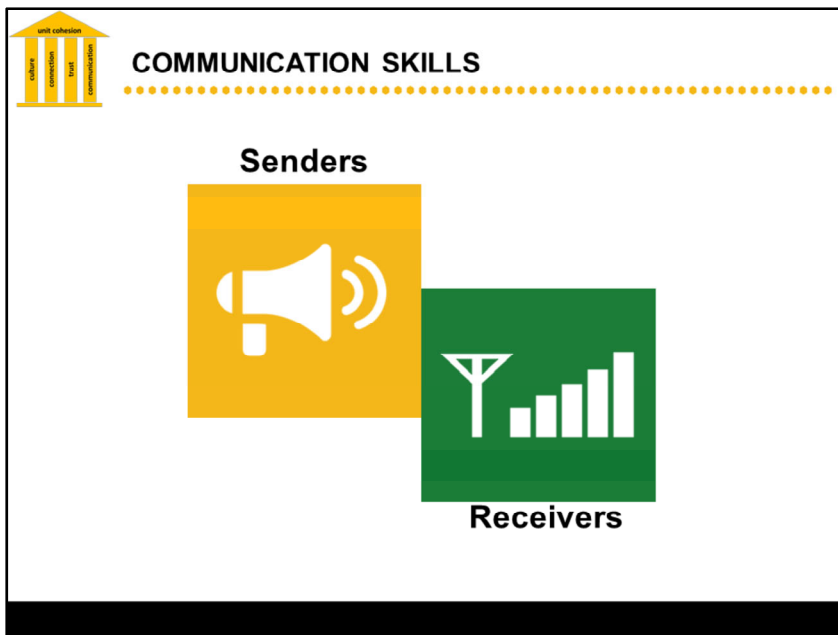 unit cohesion
culture
connection
trust
communication
COMMUNICATION SKILLS
Senders
Receivers